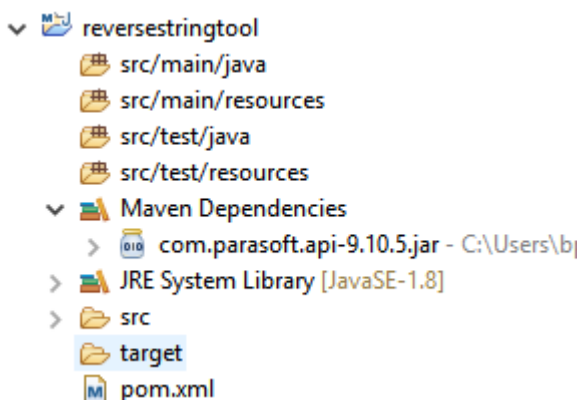 reversestringtool
src/main/java
src/main/resources
src/test/java
src/test/resources
Maven Dependencies
com.parasoft.api-9.10.5.jar - C:\Users\bp
JRE System Library [JavaSE-1.8]
src
target
pom.xml